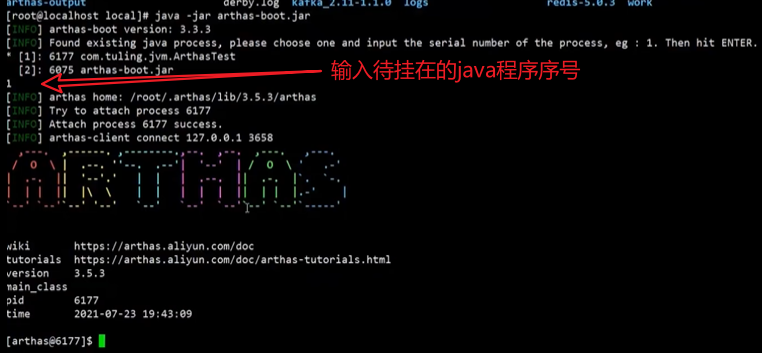 arthas-output derby.log kafka_2.11-1.1.0 logs redis-5.0.3 work
[root@localhost local]# java -jar arthas-boot.jar
[INFO] arthas-boot version: 3.3.3
[INFO] Found existing java process, please choose one and input the serial number of the process, eg : 1. Then hit ENTER.
* [1]: 6177 com.tuling.jvm.ArthasTest
[2]: 6075 arthas-boot.jar
输入待挂在的java程序序号
1
[INFO] arthas home: /root/.arthas/lib/3.5.3/arthas
[INFO] Try to attach process 6177
[INFO] Attach process 6177 success.
[INFO] arthas-client connect 127.0.0.1 3658
ARTHAS
wiki https://arthas.aliyun.com/doc
tutorials https://arthas.aliyun.com/doc/arthas-tutorials.html
version 3.5.3
main_class
pid 6177
time 2021-07-23 19:43:09
[arthas@6177]$